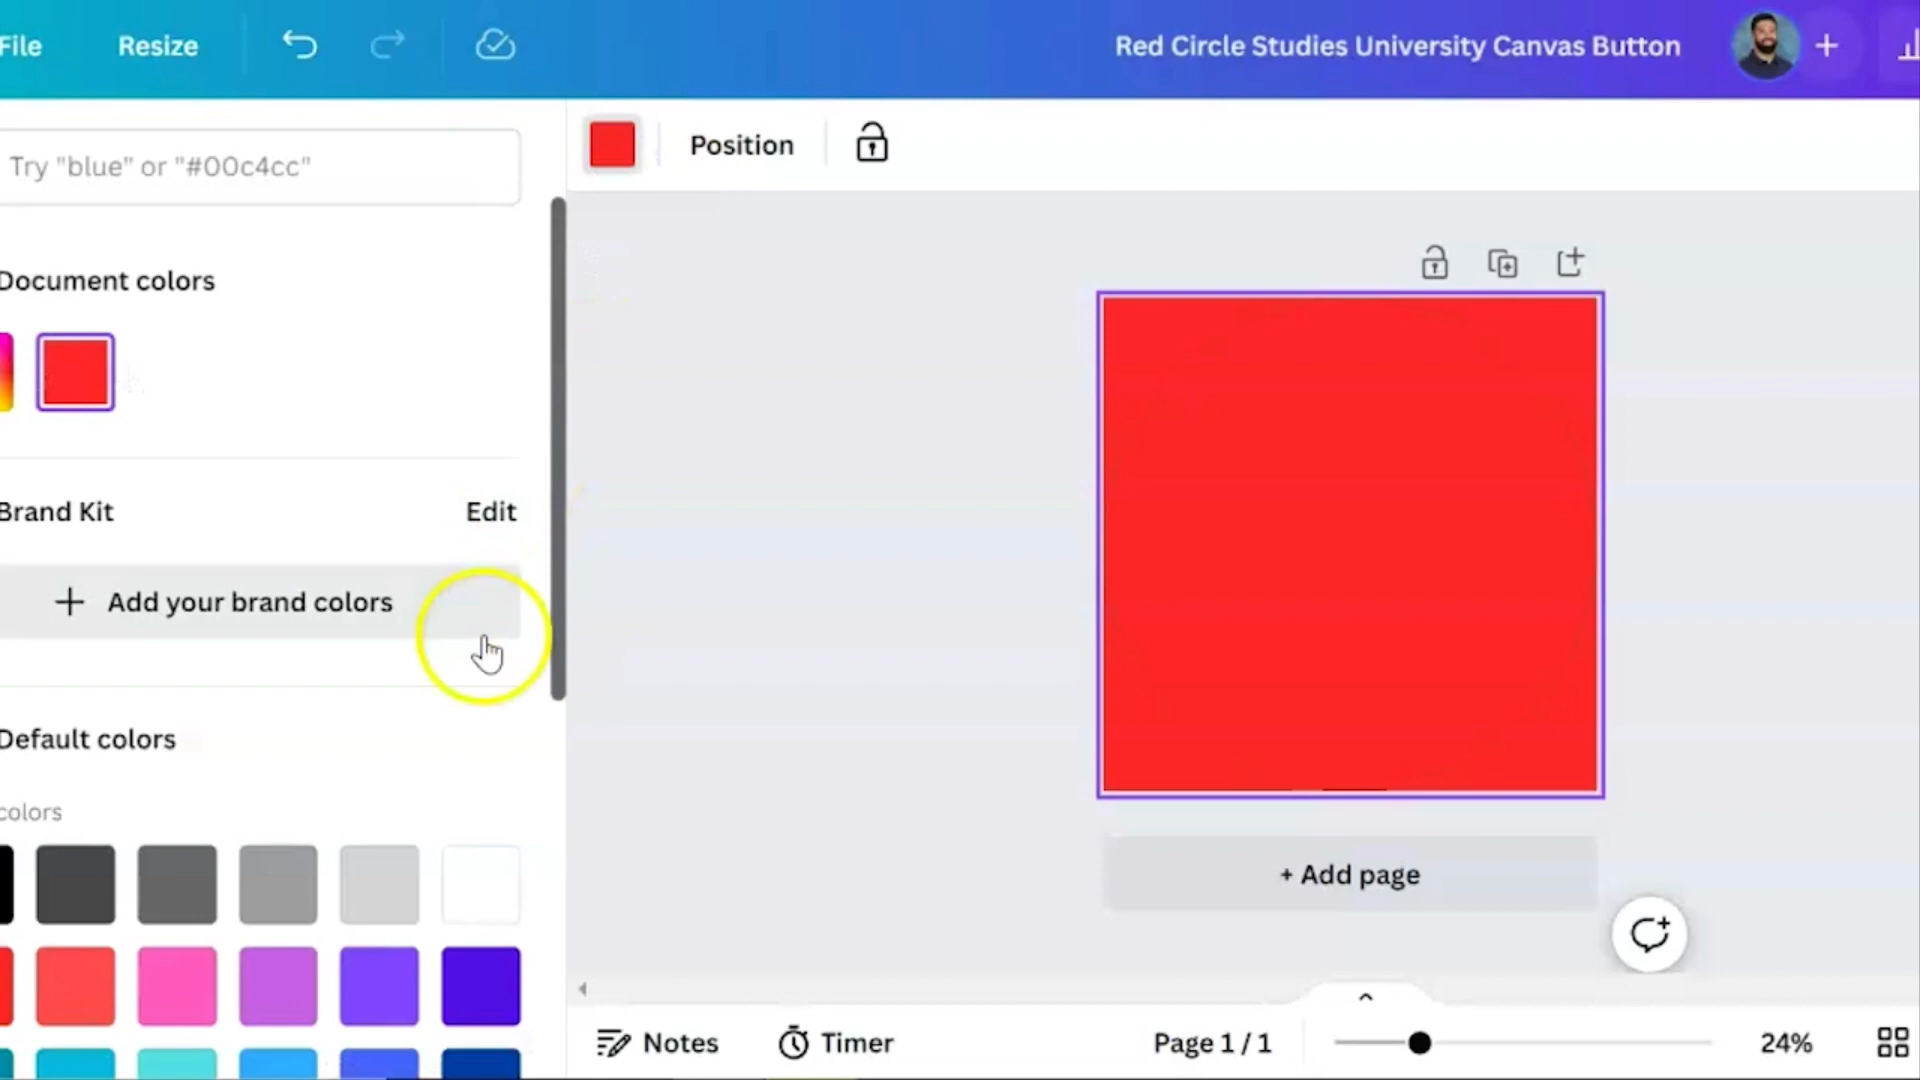 File
Resize
Red Circle Studies University Canvas Button
Try "blue" or "#00c4cc"
Position
Document colors
Brand Kit
Edit
Add your brand colors
Default colors
colors
+ Add page
Notes
Timer
Page 1 / 1
24%